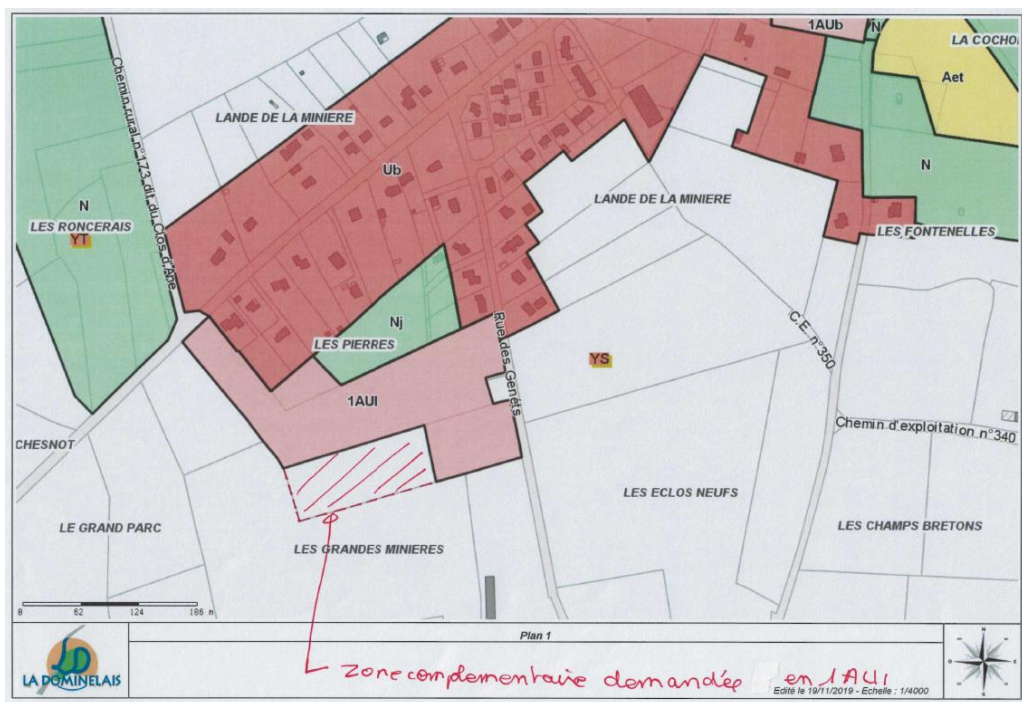 1AUb
N
LA COCHO
Aet
Chemin rural n°173 dit du Clos d'Ahe
LANDE DE LA MINIERE
Ub
N
LES RONCERAIS
YT
LANDE DE LA MINIERE
N
LES FONTENELLES
Nj
LES PIERRES
Rue des Genêts
YS
C.E. n°350
1AUl
CHESNOT
Chemin d'exploitation n°340
LES ECLOS NEUFS
LE GRAND PARC
LES CHAMPS BRETONS
LES GRANDES MINIERES
0 62 124 186 m
Plan 1
LA DOMINELAIS
zone complementaire demandée en 1AUl
Edité le 19/11/2019 - Echelle : 1/4000